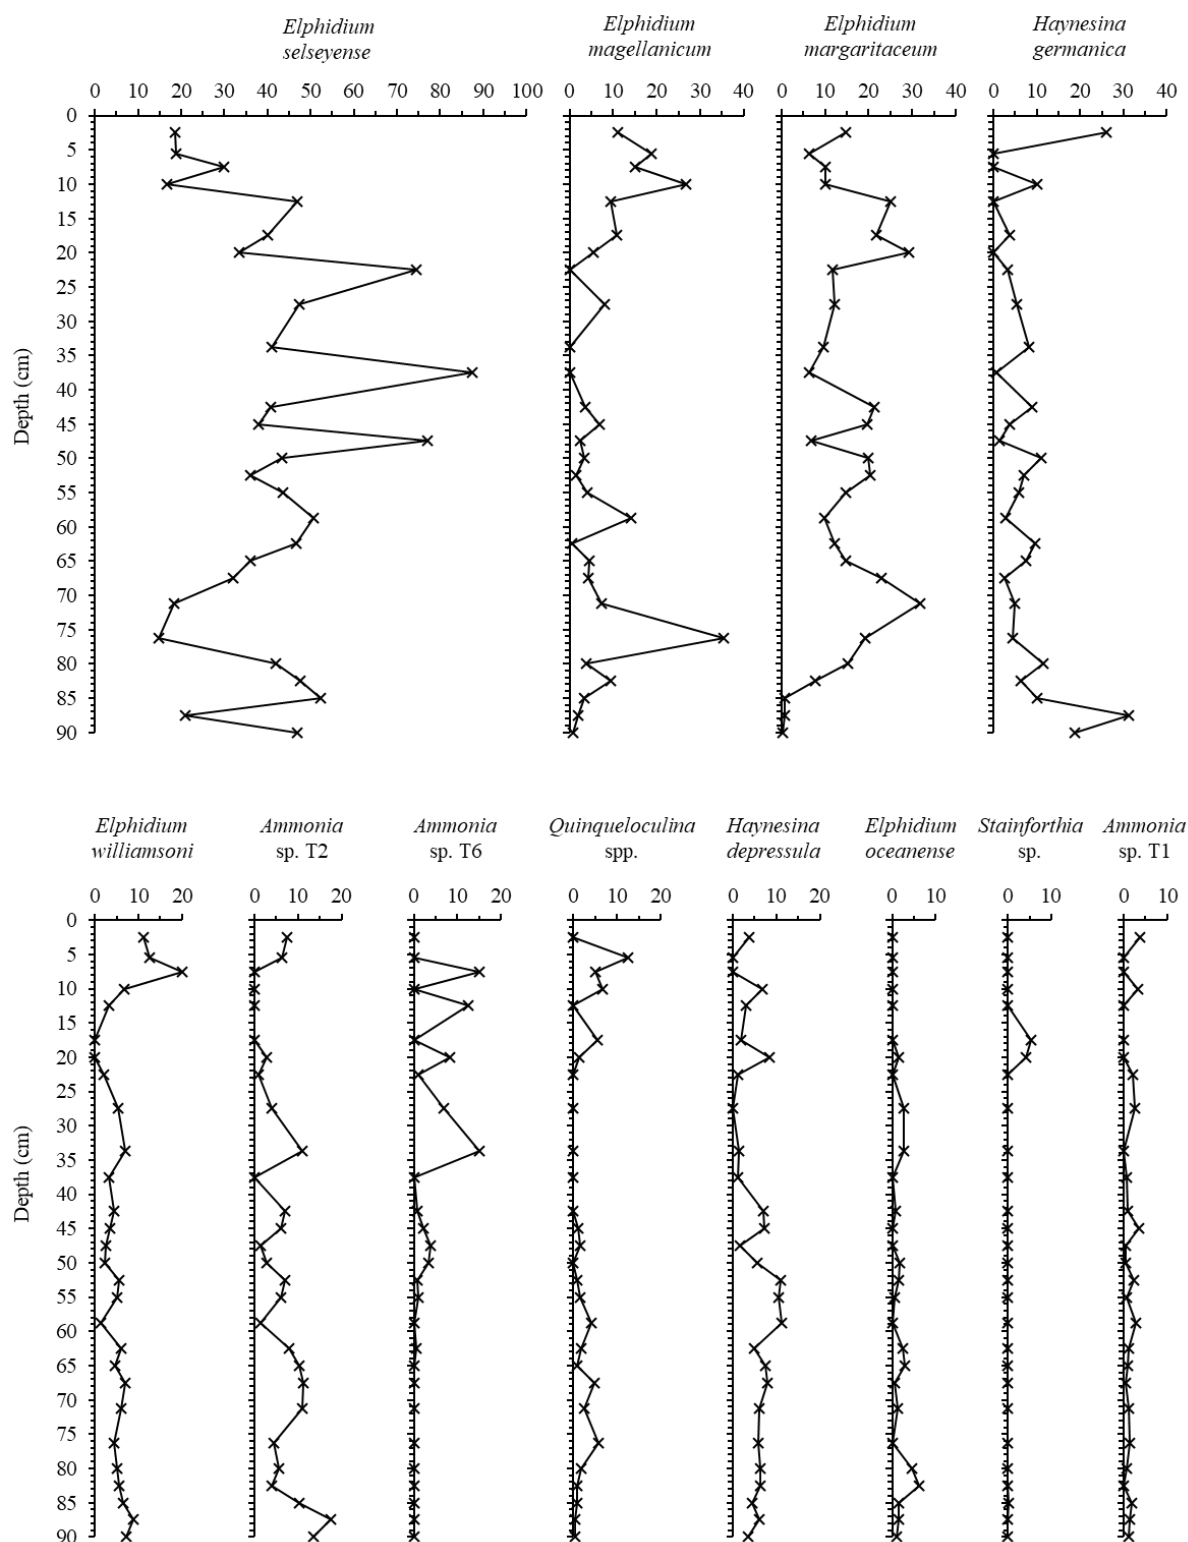 Elphidium selseyense
Elphidium magellanicum
Elphidium margaritaceum
Haynesina germanica
0 10 20 30 40 50 60 70 80 90 100
0 10 20 30 40
0 10 20 30 40
0 10 20 30 40
Depth (cm)
0
5
10
15
20
25
30
35
40
45
50
55
60
65
70
75
80
85
90
Elphidium williamsoni
Ammonia sp. T2
Ammonia sp. T6
Quinqueloculina spp.
Haynesina depressula
Elphidium oceanense
Stainforthia sp.
Ammonia sp. T1
0 10 20
0 10 20
0 10 20
0 10 20
0 10 20
0 10
0 10
0 10
Depth (cm)
0
5
10
15
20
25
30
35
40
45
50
55
60
65
70
75
80
85
90